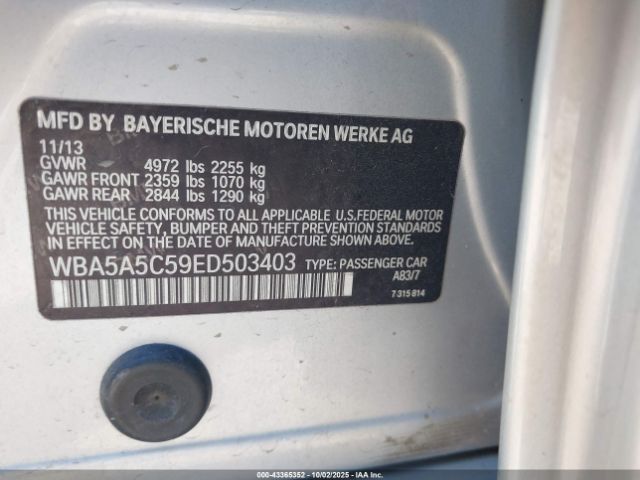 MFD BY BAYERISCHE MOTOREN WERKE AG
11/13
GVWR 4972 lbs 2255 kg
GAWR FRONT 2359 lbs 1070 kg
GAWR REAR 2844 lbs 1290 kg
THIS VEHICLE CONFORMS TO ALL APPLICABLE U.S.FEDERAL MOTOR
VEHICLE SAFETY, BUMPER AND THEFT PREVENTION STANDARDS
IN EFFECT ON THE DATE OF MANUFACTURE SHOWN ABOVE.
WBA5A5C59ED503403 TYPE: PASSENGER CAR
A83/7
7 315 814
000-43365352 | 10/02/2025 | IAA Inc.